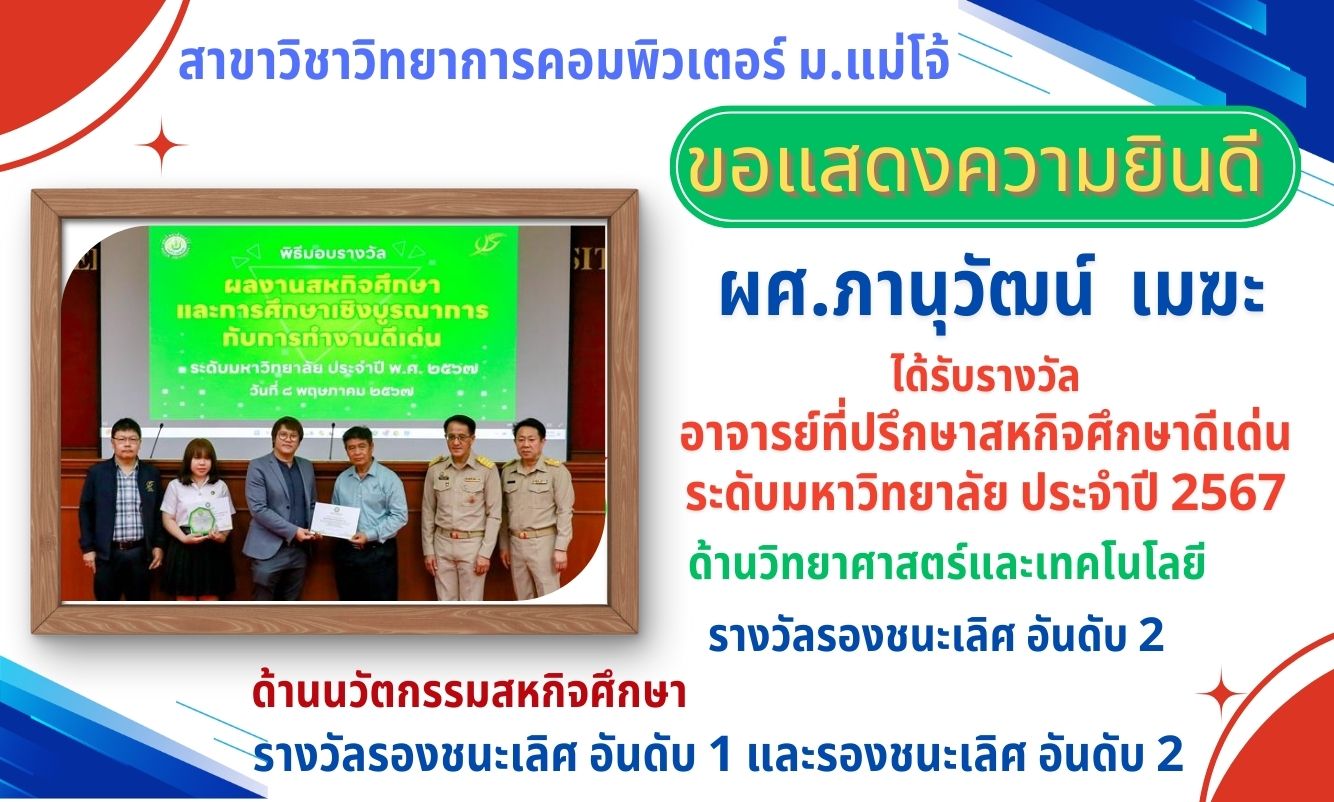 สาขาวิชาวิทยาการคอมพิวเตอร์ ม.แม่โจ้
ขอแสดงความยินดี
ผศ.ภานุวัฒน์ เมฆะ
ได้รับรางวัล
อาจารย์ที่ปรึกษาสหกิจศึกษาดีเด่น
ระดับมหาวิทยาลัย ประจำปี 2567
ด้านวิทยาศาสตร์และเทคโนโลยี
รางวัลรองชนะเลิศ อันดับ 2
ด้านนวัตกรรมสหกิจศึกษา
รางวัลรองชนะเลิศ อันดับ 1 และรองชนะเลิศ อันดับ 2
พิธีมอบรางวัล
ผลงานสหกิจศึกษา
และการศึกษาเชิงบูรณาการ
กับการทำงานดีเด่น
ระดับมหาวิทยาลัย ประจำปี พ.ศ. ๒๕๖๗
วันที่ ๘ พฤษภาคม ๒๕๖๗